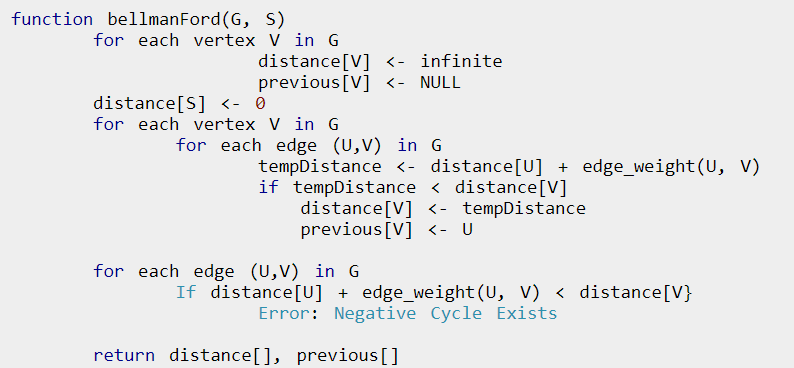 function bellmanFord(G, S)
for each vertex V in G
distance[V] <- infinite
previous[V] <- NULL
distance[S] <- 0
for each vertex V in G
for each edge (U,V) in G
tempDistance <- distance[U] + edge_weight(U, V)
if tempDistance < distance[V]
distance[V] <- tempDistance
previous[V] <- U
for each edge (U,V) in G
If distance[U] + edge_weight(U, V) < distance[V}
Error: Negative Cycle Exists
return distance[], previous[]